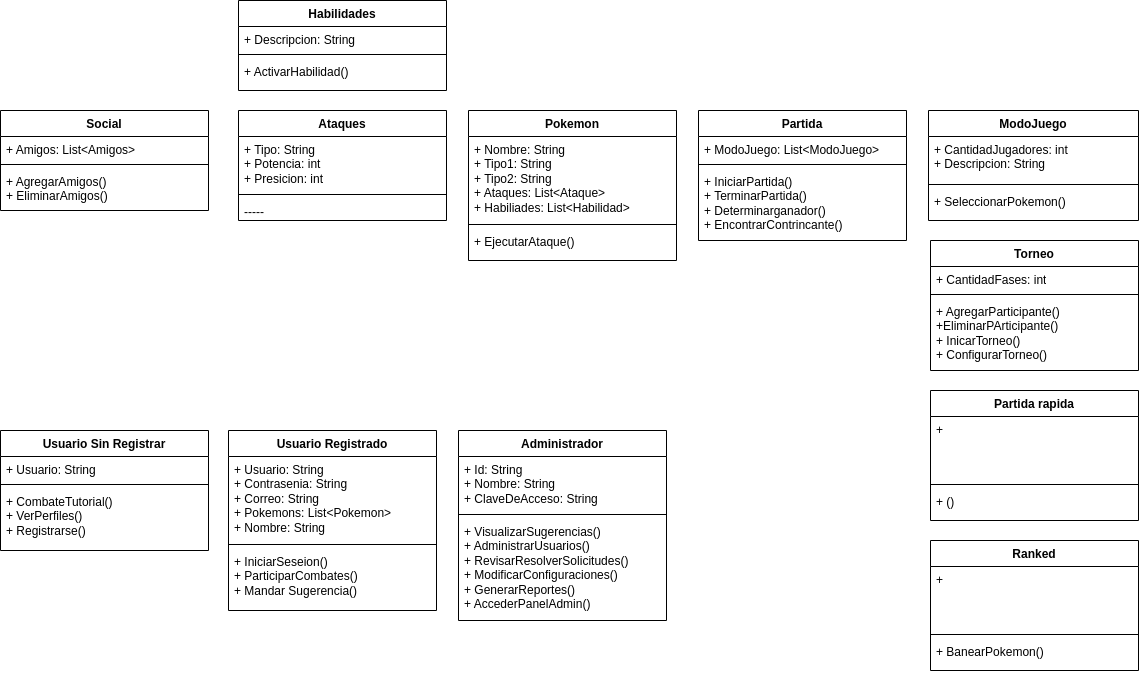 Habilidades
+ Descripcion: String
+ ActivarHabilidad()
Social
+ Amigos: List<Amigos>
+ AgregarAmigos()
+ EliminarAmigos()
Ataques
+ Tipo: String
+ Potencia: int
+ Presicion: int
-----
Pokemon
+ Nombre: String
+ Tipo1: String
+ Tipo2: String
+ Ataques: List<Ataque>
+ Habiliades: List<Habilidad>
+ EjecutarAtaque()
Partida
+ ModoJuego: List<ModoJuego>
+ IniciarPartida()
+ TerminarPartida()
+ Determinarganador()
+ EncontrarContrincante()
ModoJuego
+ CantidadJugadores: int
+ Descripcion: String
+ SeleccionarPokemon()
Torneo
+ CantidadFases: int
+ AgregarParticipante()
+EliminarPArticipante()
+ InicarTorneo()
+ ConfigurarTorneo()
Partida rapida
+
+ ()
Ranked
+
+ BanearPokemon()
Usuario Sin Registrar
+ Usuario: String
+ CombateTutorial()
+ VerPerfiles()
+ Registrarse()
Usuario Registrado
+ Usuario: String
+ Contrasenia: String
+ Correo: String
+ Pokemons: List<Pokemon>
+ Nombre: String
+ IniciarSeseion()
+ ParticiparCombates()
+ Mandar Sugerencia()
Administrador
+ Id: String
+ Nombre: String
+ ClaveDeAcceso: String
+ VisualizarSugerencias()
+ AdministrarUsuarios()
+ RevisarResolverSolicitudes()
+ ModificarConfiguraciones()
+ GenerarReportes()
+ AccederPanelAdmin()